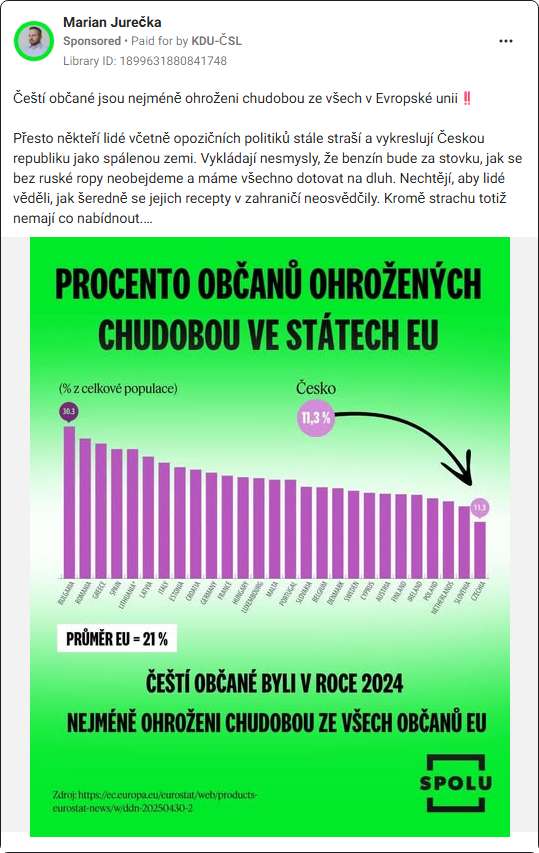 Marian Jurečka
Sponsored • Paid for by KDU-ČSL
Library ID: 1899631880841748
Čeští občané jsou nejméně ohroženi chudobou ze všech v Evropské unii ‼️
Přesto někteří lidé včetně opozičních politiků stále straší a vykreslují Českou
republiku jako spálenou zemi. Vykládají nesmysly, že benzín bude za stovku, jak se
bez ruské ropy neobejdeme a máme všechno dotovat na dluh. Nechtějí, aby lidé
věděli, jak šeredně se jejich recepty v zahraničí neosvědčily. Kromě strachu totiž
nemají co nabídnout....
PROCENTO OBČANŮ OHROŽENÝCH
CHUDOBOU VE STÁTECH EU
(% z celkové populace)
Česko
30.3
11,3 %
11.3
BULGARIA
ROMANIA
GREECE
SPAIN
LITHUANIA*
LATVIA
ITALY
ESTONIA
CROATIA
GERMANY
FRANCE
HUNGARY
LUXEMBOURG
MALTA
PORTUGAL
SLOVAKIA
BELGIUM
DENMARK
SWEDEN
CYPRUS
AUSTRIA
FINLAND
IRELAND
POLAND
NETHERLANDS
SLOVENIA
CZECHIA
PRŮMĚR EU = 21 %
ČEŠTÍ OBČANÉ BYLI V ROCE 2024
NEJMÉNĚ OHROŽENI CHUDOBOU ZE VŠECH OBČANŮ EU
Zdroj: https://ec.europa.eu/eurostat/web/products-
eurostat-news/w/ddn-20250430-2
SPOLU